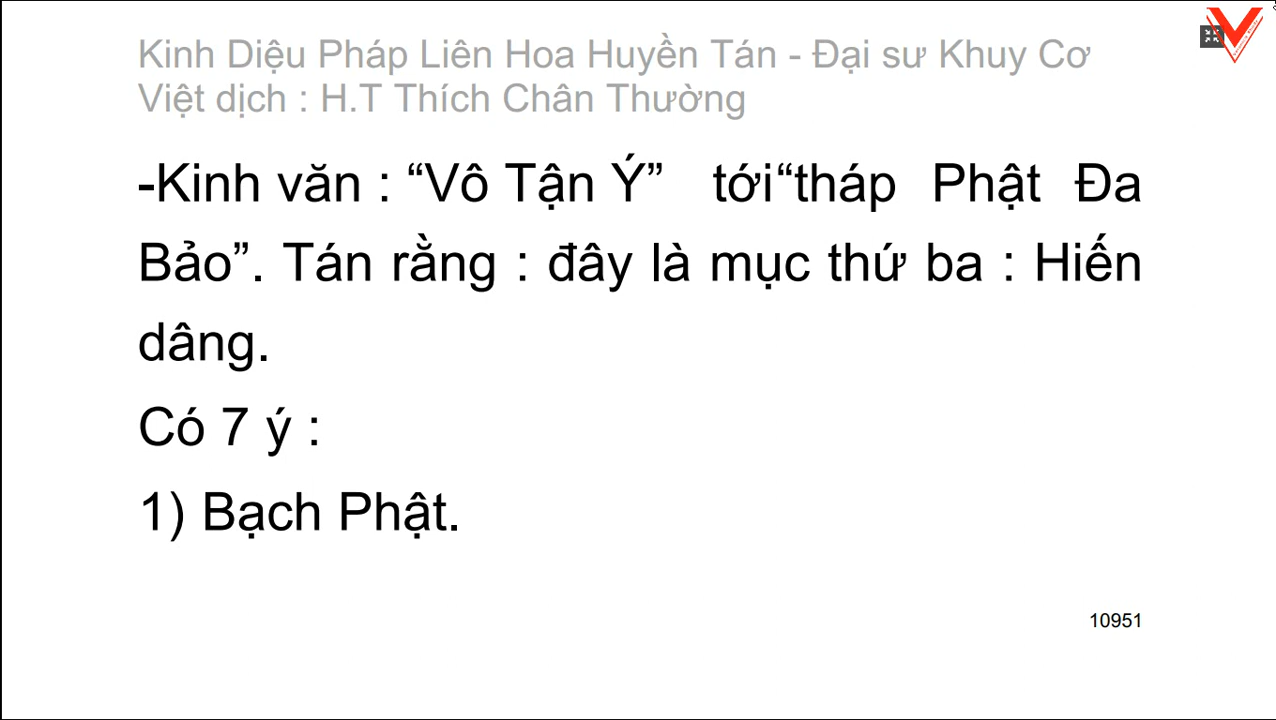 Kinh Diệu Pháp Liên Hoa Huyền Tán - Đại sư Khuy Cơ
Việt dịch : H.T Thích Chân Thường
-Kinh văn : “Vô Tận Ý” tới“tháp Phật Đa
Bảo”. Tán rằng : đây là mục thứ ba : Hiến
dâng.
Có 7 ý :
1) Bạch Phật.
10951